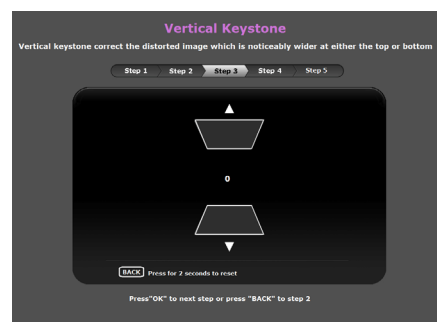 Vertical Keystone
Vertical keystone correct the distorted image which is noticeably wider at either the top or bottom
Step 1 Step 2 Step 3 Step 4 Step 5
0
BACK Press for 2 seconds to reset
Press"OK" to next step or press "BACK" to step 2